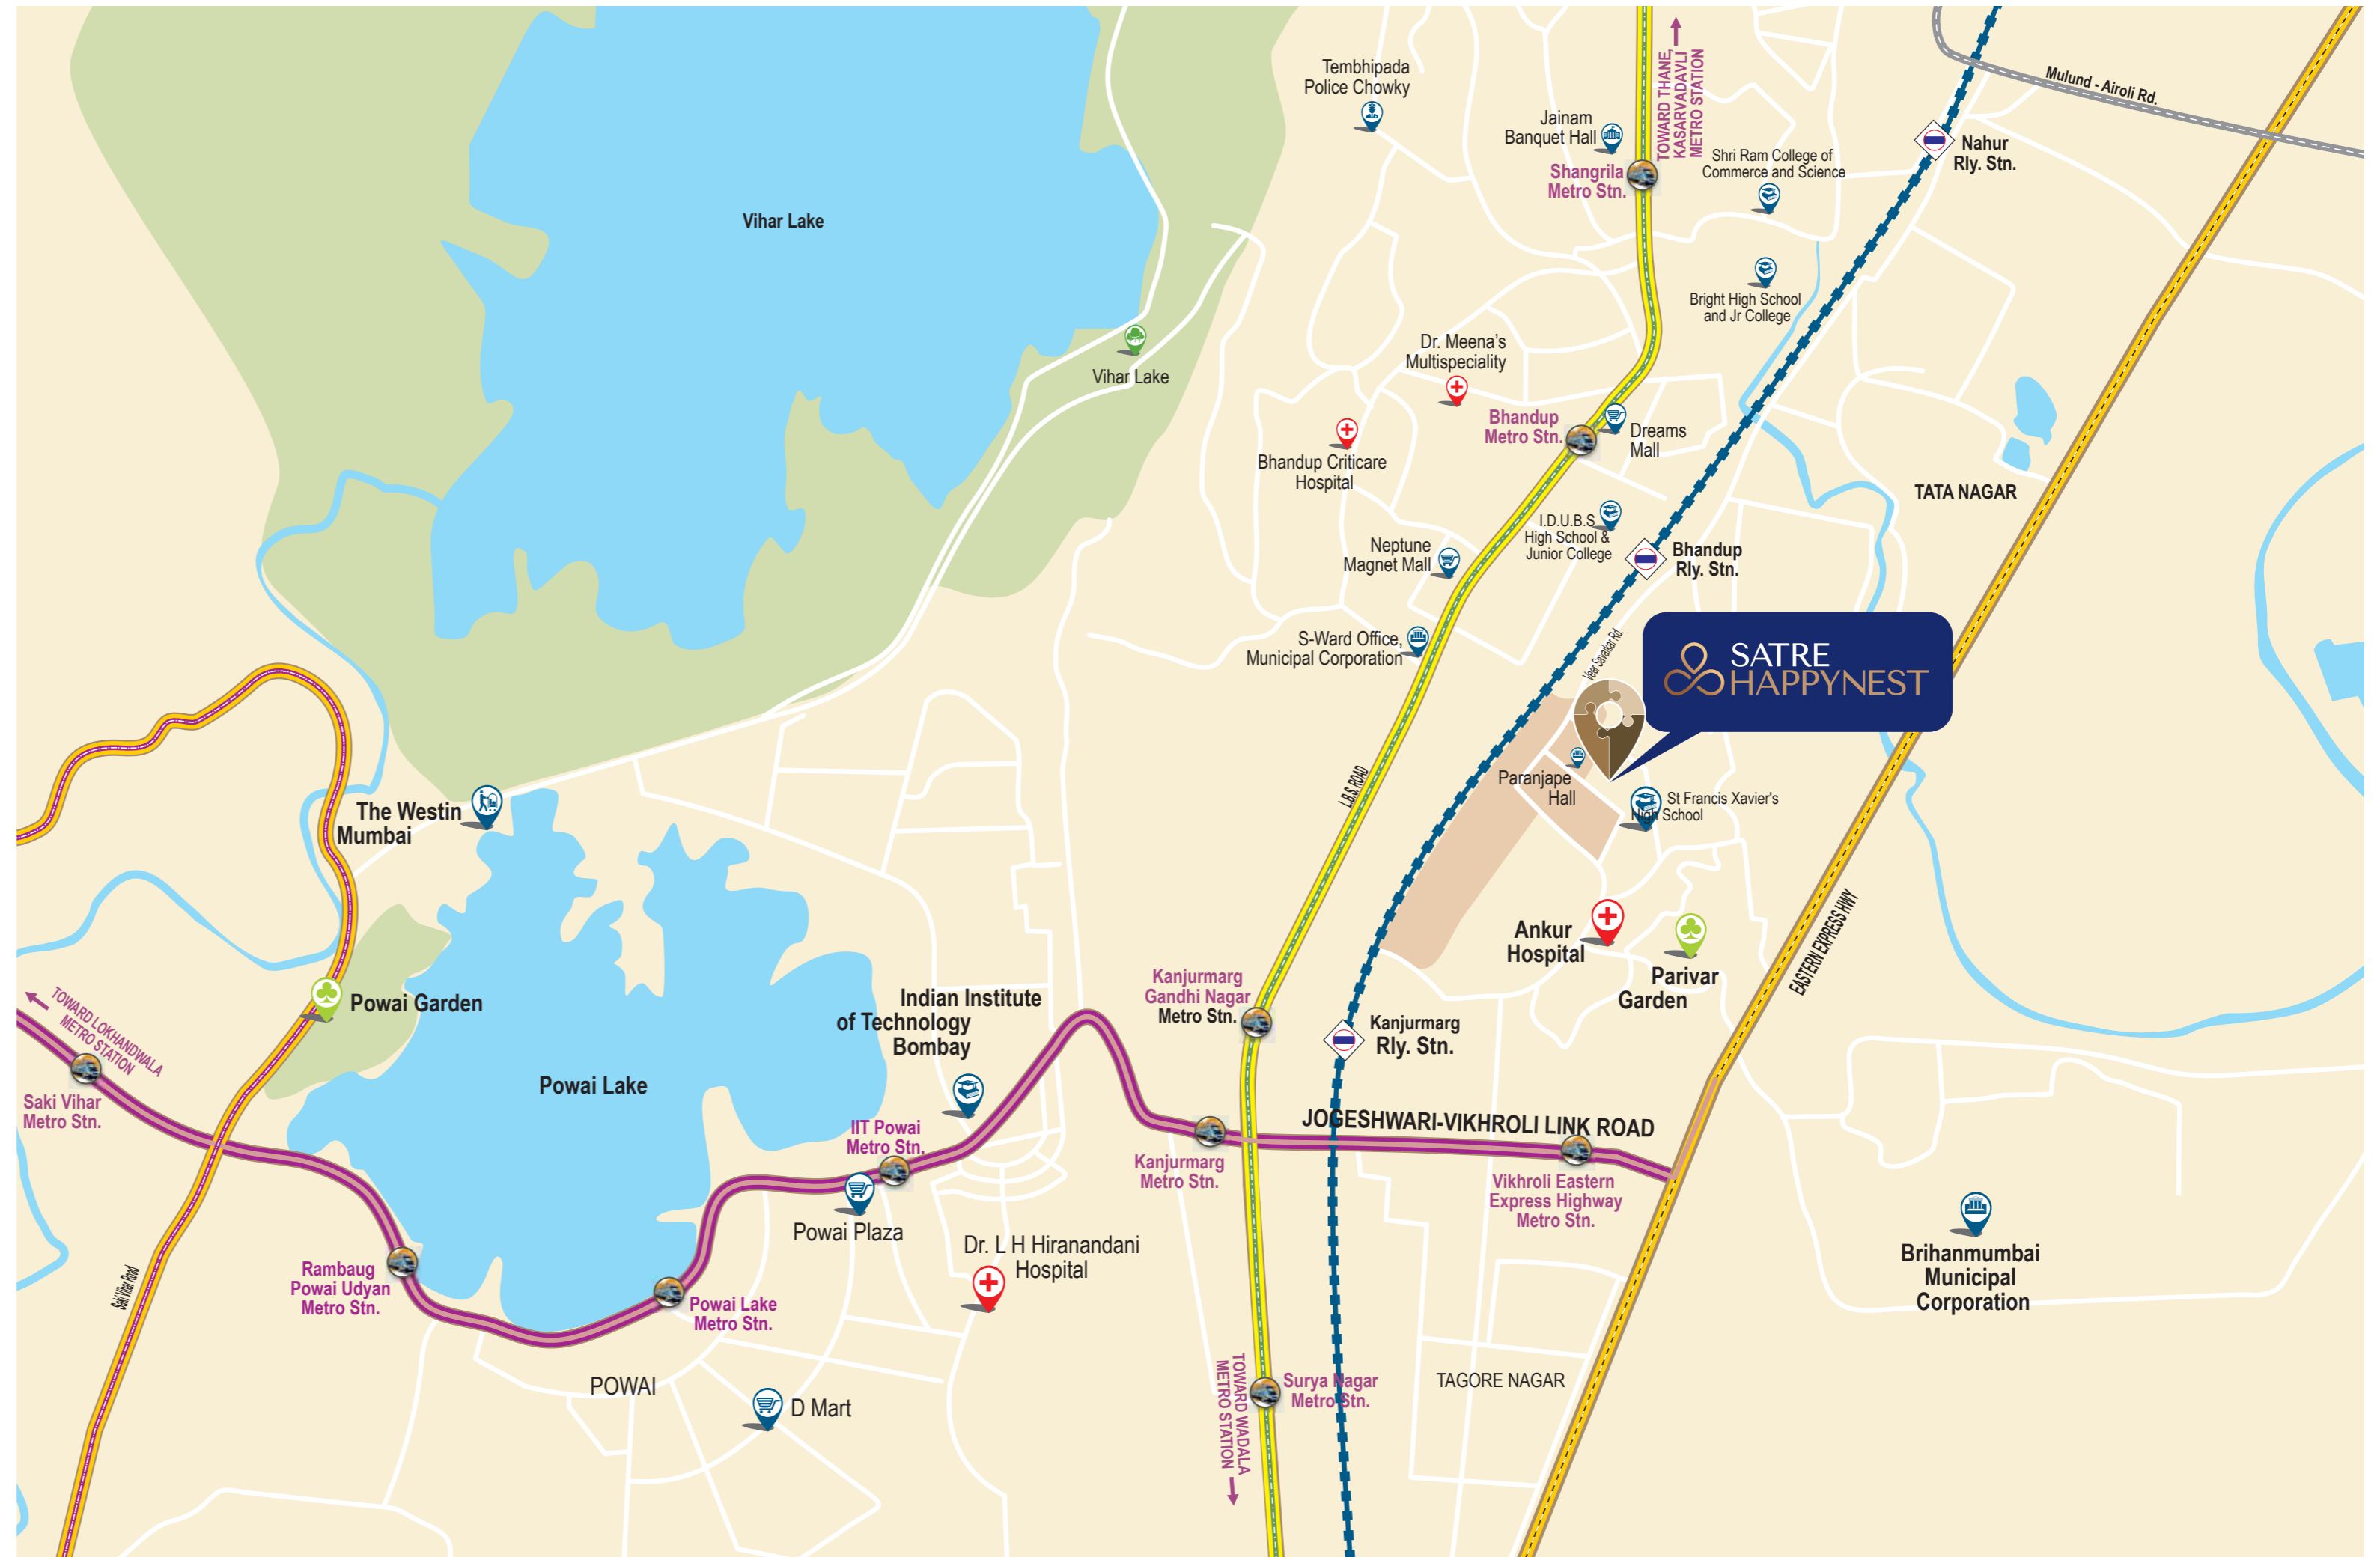 Vihar Lake
Vihar Lake
Tembhipada
Police Chowky
Jainam
Banquet Hall
TOWARD THANE,
KASARVADAVLI
METRO STATION
Shangrila
Metro Stn.
Shri Ram College of
Commerce and Science
Mulund - Airoli Rd.
Nahur
Rly. Stn.
Bright High School
and Jr College
Dr. Meena's
Multispeciality
Bhandup
Metro Stn.
Dreams
Mall
Bhandup Criticare
Hospital
TATA NAGAR
I.D.U.B.S
High School &
Junior College
Neptune
Magnet Mall
Bhandup
Rly. Stn.
S-Ward Office,
Municipal Corporation
Veer Savarkar Rd.
SATRE
HAPPYNEST
L.B.S. ROAD
Paranjape
Hall
St Francis Xavier's
High School
The Westin
Mumbai
Ankur
Hospital
Parivar
Garden
EASTERN EXPRESS HWY
Powai Garden
TOWARD LOKHANDWALA
METRO STATION
Saki Vihar
Metro Stn.
Indian Institute
of Technology
Bombay
Kanjurmarg
Gandhi Nagar
Metro Stn.
Kanjurmarg
Rly. Stn.
Powai Lake
IIT Powai
Metro Stn.
JOGESHWARI-VIKHROLI LINK ROAD
Kanjurmarg
Metro Stn.
Vikhroli Eastern
Express Highway
Metro Stn.
Powai Plaza
Dr. L H Hiranandani
Hospital
Brihanmumbai
Municipal
Corporation
Saki Vihar Road
Rambaug
Powai Udyan
Metro Stn.
Powai Lake
Metro Stn.
POWAI
D Mart
TOWARD WADALA
METRO STATION
Surya Nagar
Metro Stn.
TAGORE NAGAR